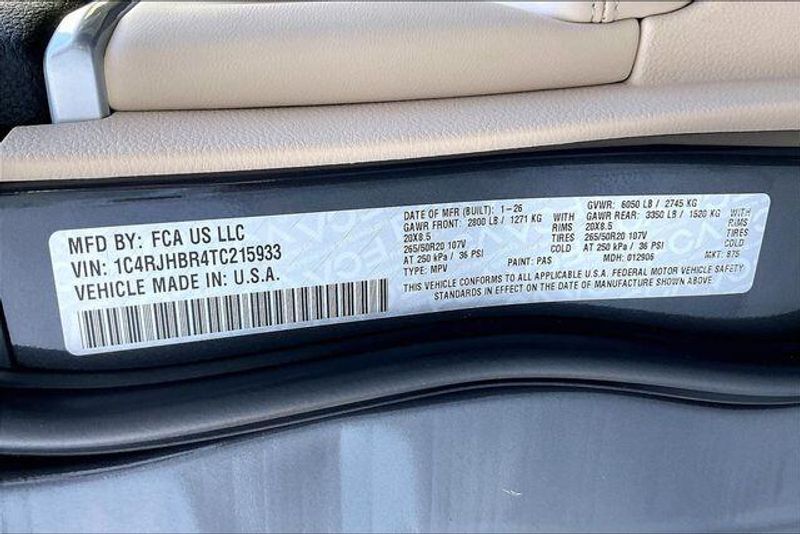 MFD BY: FCA US LLC
VIN: 1C4RJHBR4TC215933
VEHICLE MADE IN: U.S.A.
DATE OF MFR (BUILT): 1-26 GVWR: 6050 LB / 2745 KG
GAWR FRONT: 2800 LB / 1271 KG WITH GAWR REAR: 3350 LB / 1520 KG WITH
20X8.5 RIMS 20X8.5 RIMS
265/50R20 107V TIRES 265/50R20 107V TIRES
AT 250 kPa / 36 PSI COLD AT 250 kPa / 36 PSI COLD
TYPE: MPV PAINT: PAS MDH: 012906 MKT: 875
THIS VEHICLE CONFORMS TO ALL APPLICABLE U.S.A. FEDERAL MOTOR VEHICLE SAFETY
STANDARDS IN EFFECT ON THE DATE OF MANUFACTURE SHOWN ABOVE.